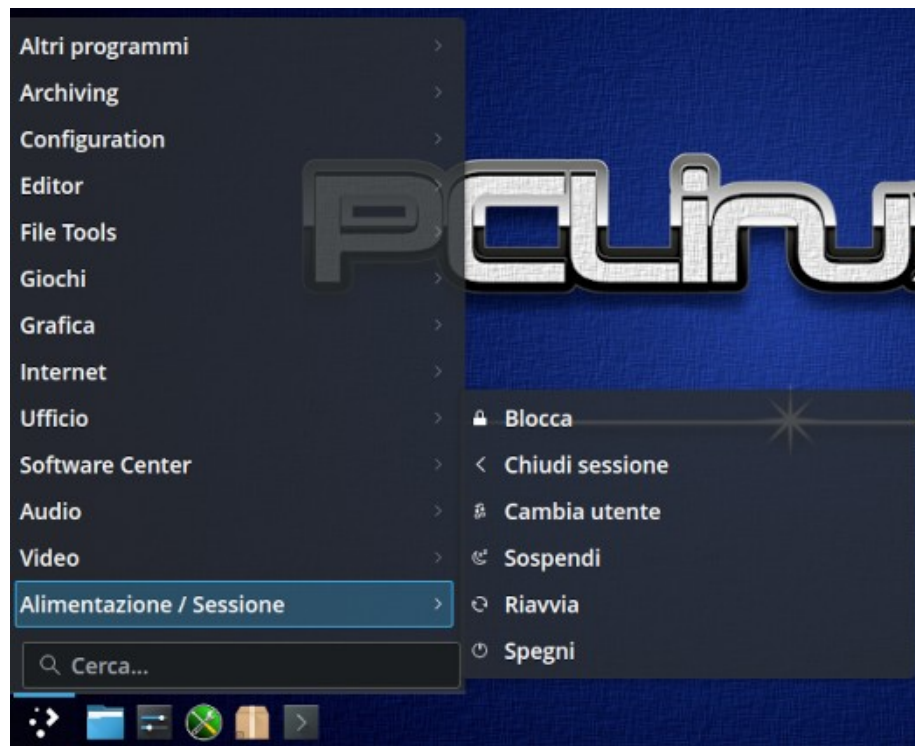 Altri programmi
Archiving
Configuration
Editor
File Tools
Giochi
Grafica
Internet
Ufficio
Software Center
Audio
Video
Alimentazione / Sessione
Cerca...
Blocca
Chiudi sessione
Cambia utente
Sospendi
Riavvia
Spegni
PCLinu